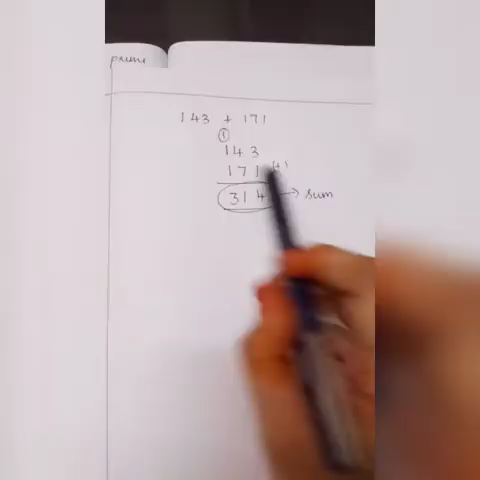 143 + 171
1
143
171 (+)
314 → sum